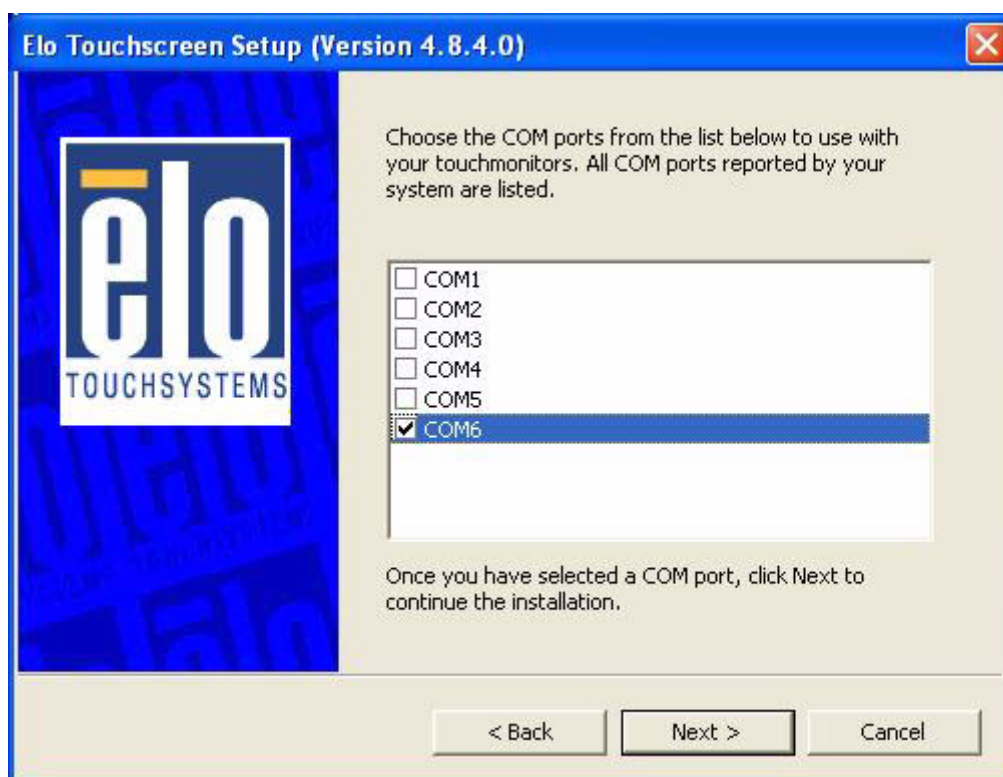 Elo Touchscreen Setup (Version 4.8.4.0)
ēlo
TOUCHSYSTEMS
Choose the COM ports from the list below to use with
your touchmonitors. All COM ports reported by your
system are listed.
COM1
COM2
COM3
COM4
COM5
COM6
Once you have selected a COM port, click Next to
continue the installation.
< Back
Next >
Cancel